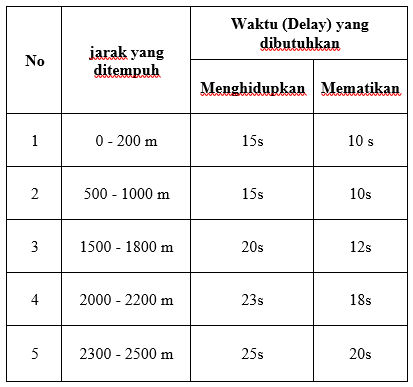 No jarak yang ditempuh Waktu (Delay) yang dibutuhkan
Menghidupkan Mematikan
1 0 - 200 m 15s 10 s
2 500 - 1000 m 15s 10s
3 1500 - 1800 m 20s 12s
4 2000 - 2200 m 23s 18s
5 2300 - 2500 m 25s 20s